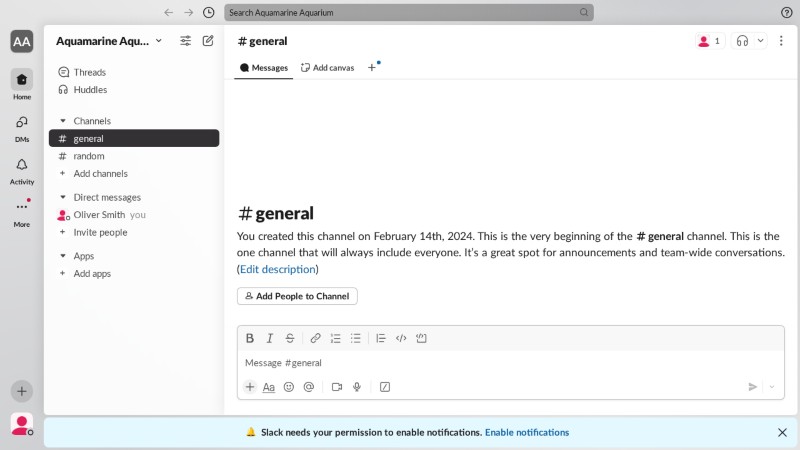 Search Aquamarine Aquarium
AA
Home
DMs
Activity
More
Aquamarine Aqu...
Threads
Huddles
Channels
# general
# random
+ Add channels
Direct messages
Oliver Smith you
+ Invite people
Apps
+ Add apps
# general
1
Messages
Add canvas
+
# general
You created this channel on February 14th, 2024. This is the very beginning of the # general channel. This is the
one channel that will always include everyone. It's a great spot for announcements and team-wide conversations.
(Edit description)
Add People to Channel
B I S
Message #general
+ Aa @
Slack needs your permission to enable notifications. Enable notifications